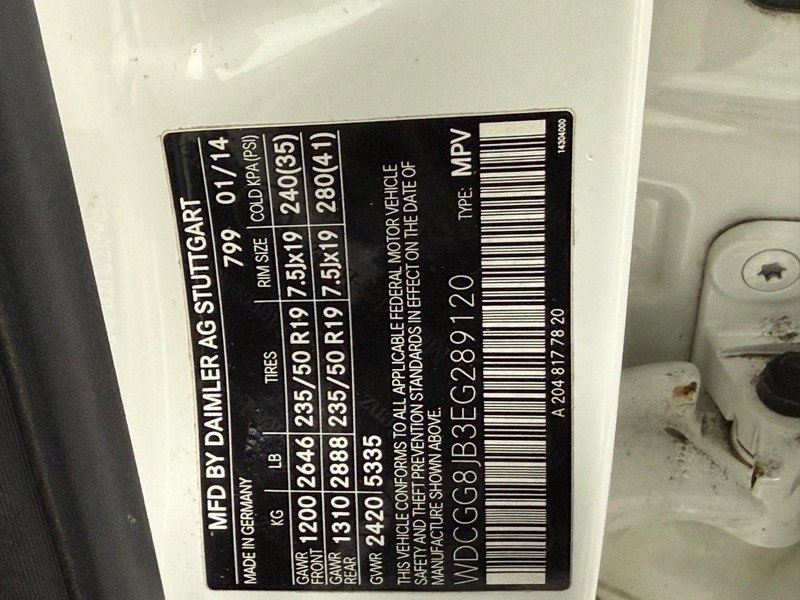 MFD BY DAIMLER AG STUTTGART
MADE IN GERMANY 799 01/14
KG LB TIRES RIM SIZE COLD KPA (PSI)
GAWR FRONT 1200 2646 235/50 R19 7.5Jx19 240(35)
GAWR REAR 1310 2888 235/50 R19 7.5Jx19 280(41)
GVWR 2420 5335
THIS VEHICLE CONFORMS TO ALL APPLICABLE FEDERAL MOTOR VEHICLE
SAFETY AND THEFT PREVENTION STANDARDS IN EFFECT ON THE DATE OF
MANUFACTURE SHOWN ABOVE.
WDCGG8JB3EG289120 TYPE: MPV
A 204 817 78 20
14304000